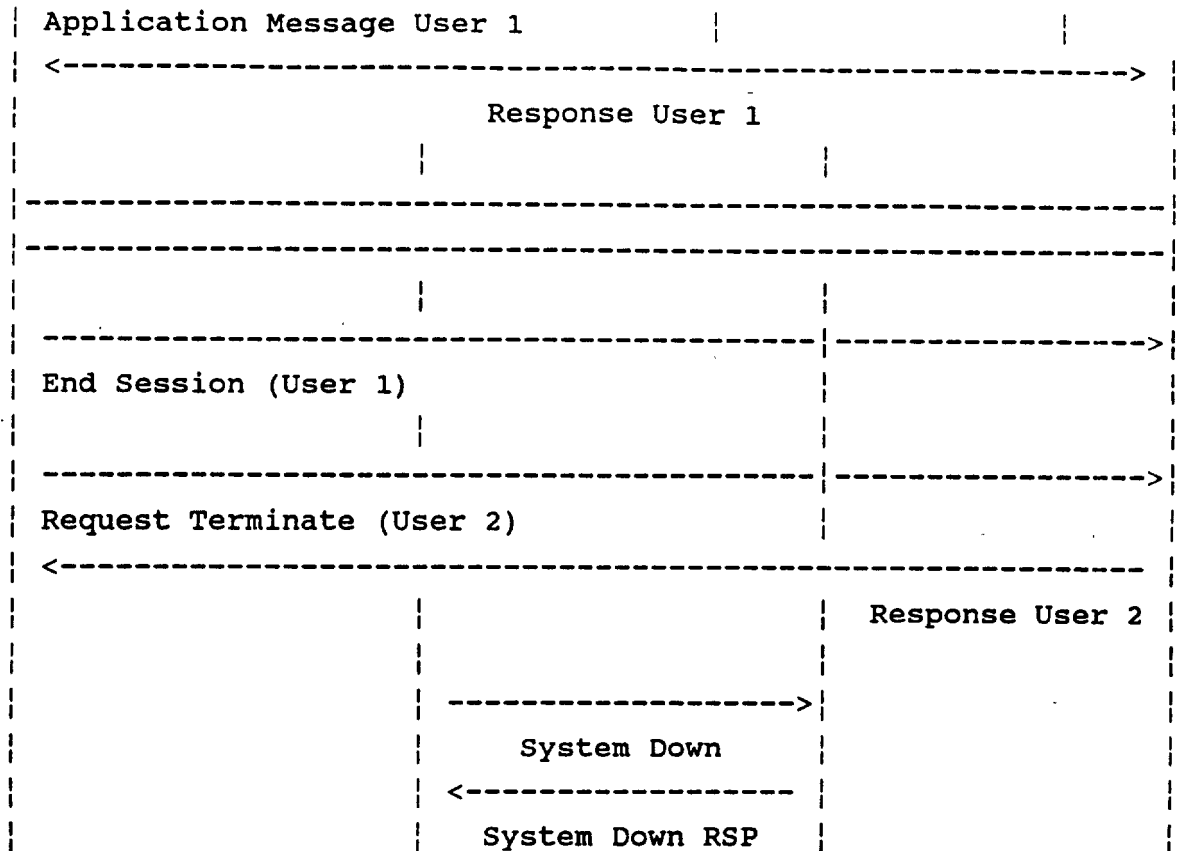 Application Message User 1
Response User 1
End Session (User 1)
Request Terminate (User 2)
Response User 2
System Down
System Down RSP